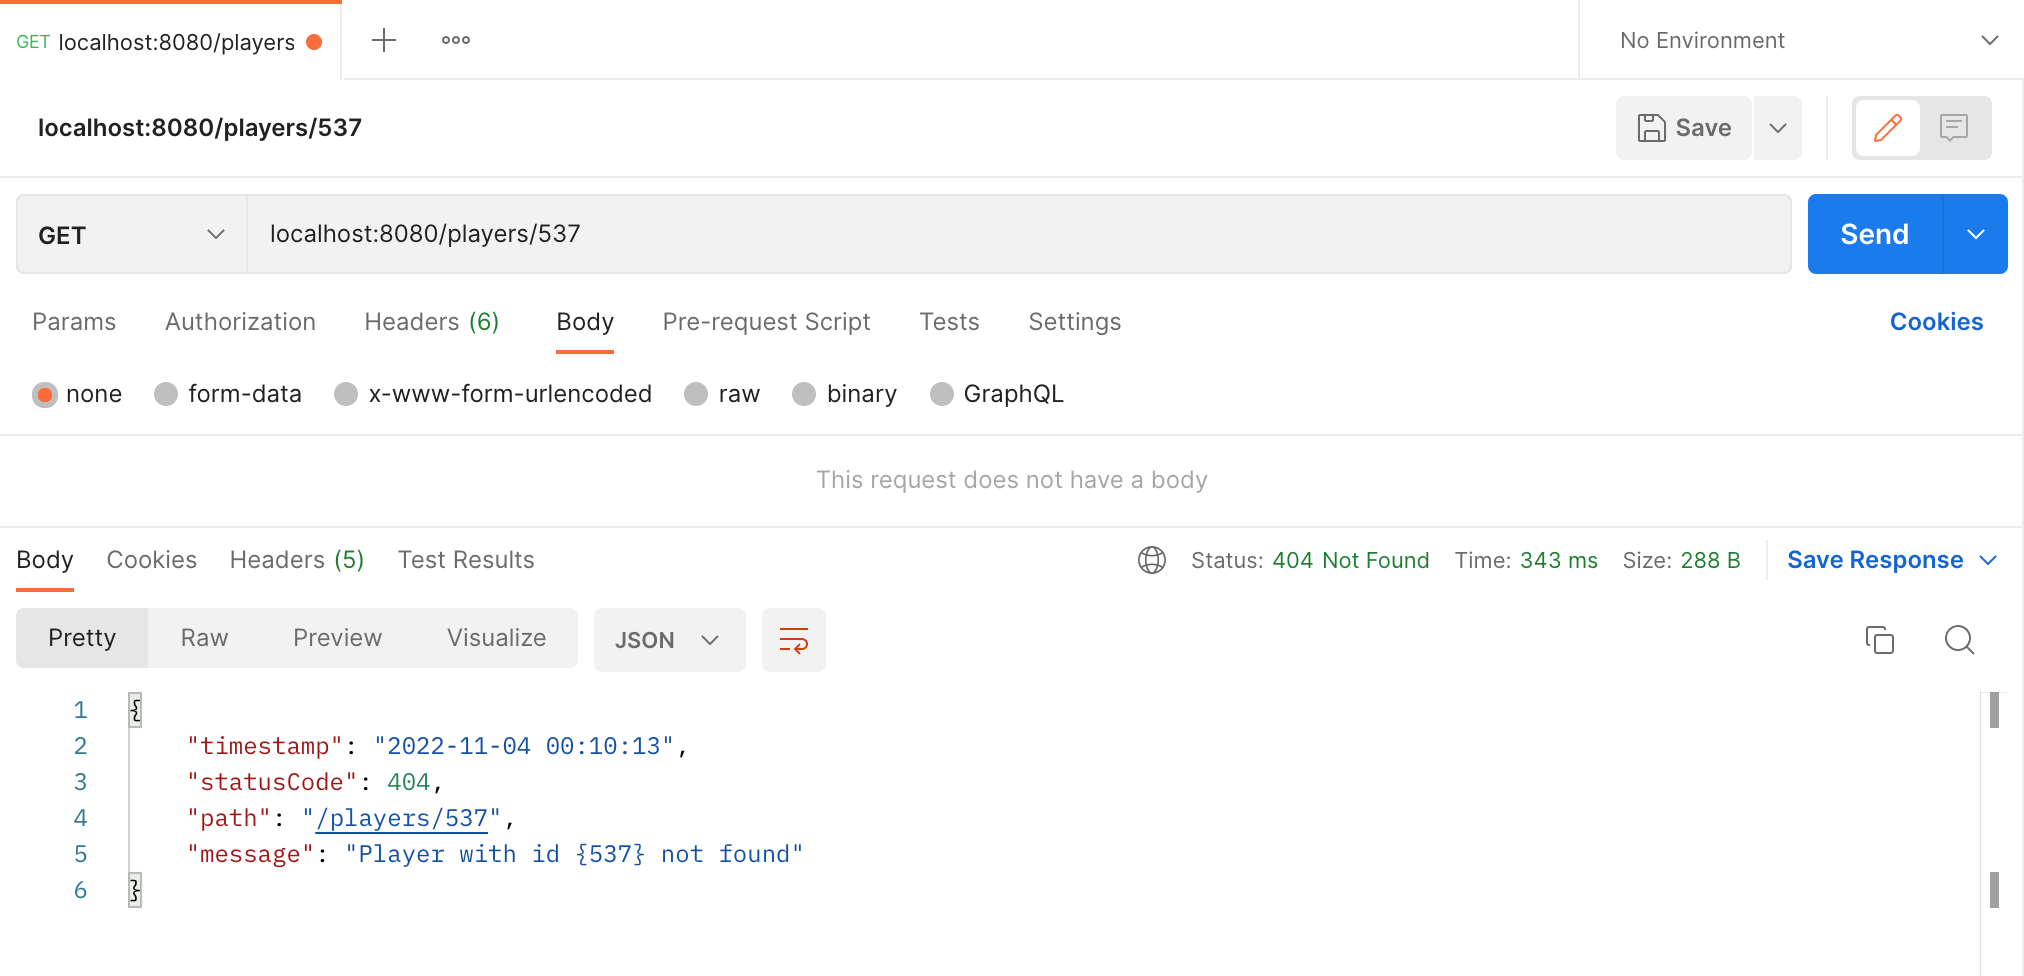 GET localhost:8080/players
No Environment
localhost:8080/players/537
Save
GET localhost:8080/players/537 Send
Params Authorization Headers (6) Body Pre-request Script Tests Settings Cookies
none form-data x-www-form-urlencoded raw binary GraphQL
This request does not have a body
Body Cookies Headers (5) Test Results Status: 404 Not Found Time: 343 ms Size: 288 B Save Response
Pretty Raw Preview Visualize JSON
1 {
2 "timestamp": "2022-11-04 00:10:13",
3 "statusCode": 404,
4 "path": "/players/537",
5 "message": "Player with id {537} not found"
6 }